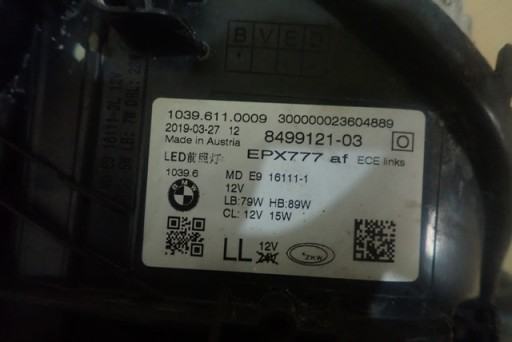 B V E D
1039.611.0009 300000023604889
2019-03-27 12 8499121-03
Made in Austria
LED前照灯 EPX777 af ECE links
1039.6 MD E9 16111-1
BMW 12V
LB:79W HB:89W
CL: 12V 15W
LL 12V 24V ZKW